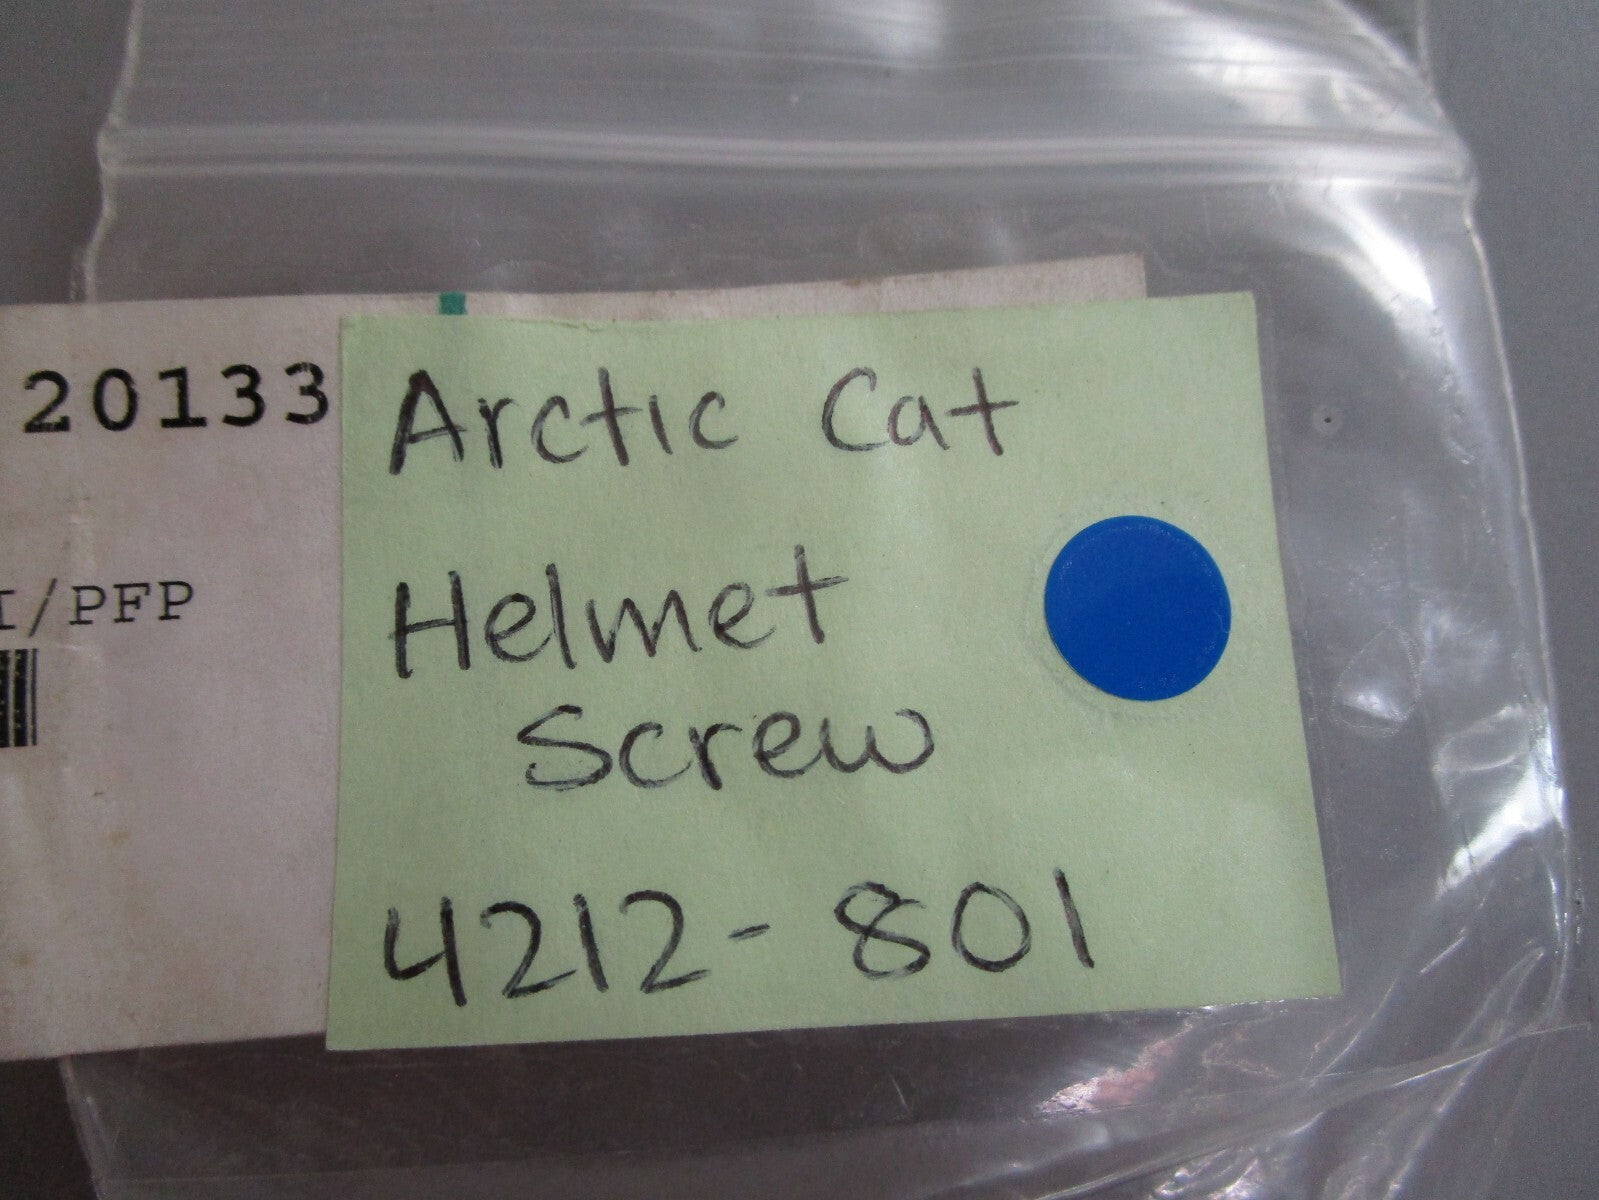 20133
I/PFP
Arctic Cat
Helmet
Screw
4212-801